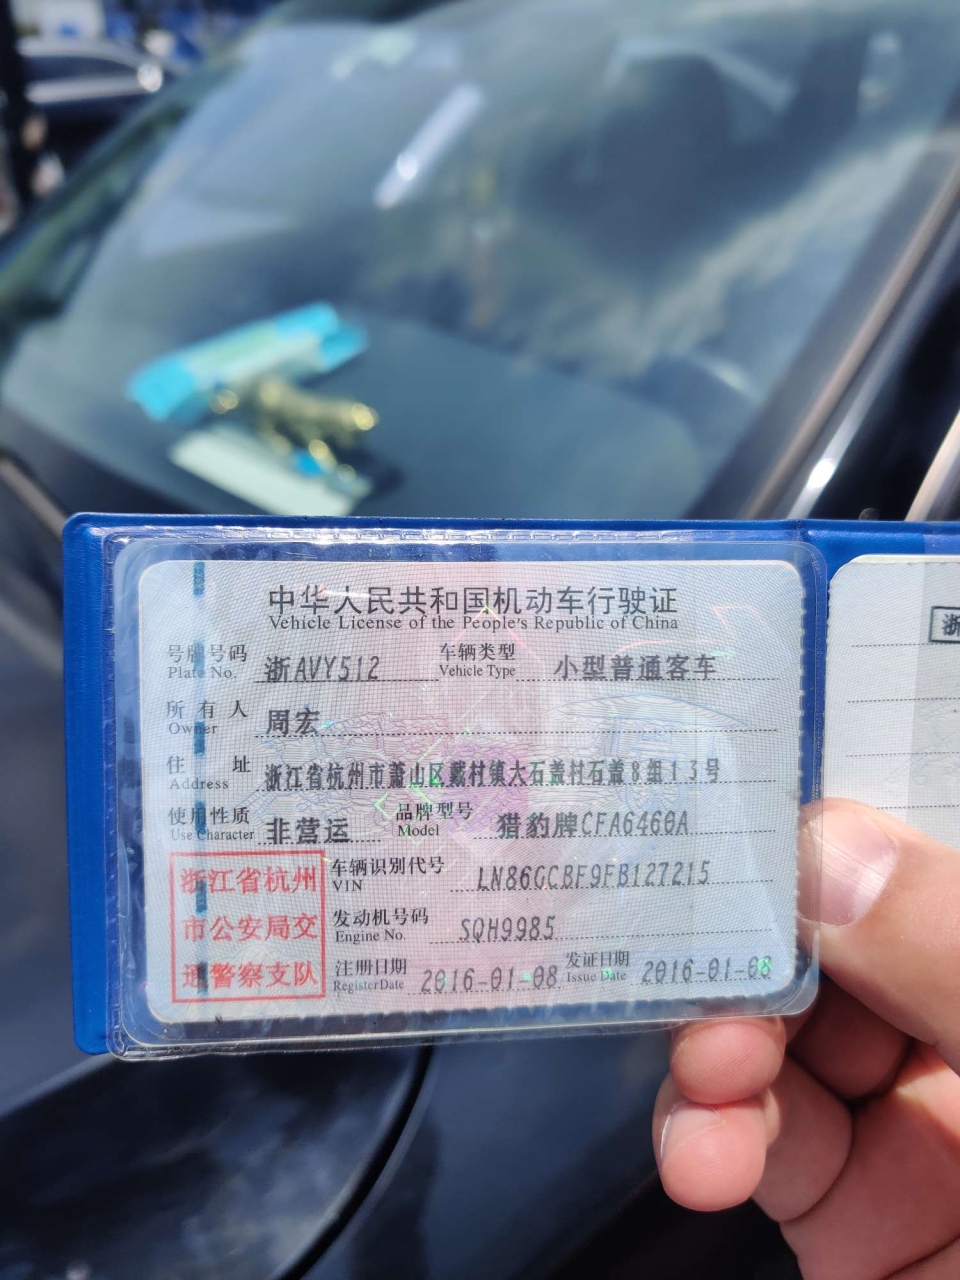 中华人民共和国机动车行驶证
Vehicle License of the People's Republic of China
号牌号码 浙AVY512 车辆类型 小型普通客车
Plate No. Vehicle Type
所有人 周宏
Owner
住址 浙江省杭州市萧山区戴村镇大石盖村石盖8组13号
Address
使用性质 非营运 品牌型号 猎豹牌CFA6460A
Use Character Model
浙江省杭州
市公安局交
通警察支队
车辆识别代号 LN86GCBF9FB127215
VIN
发动机号码 SQH9985
Engine No.
注册日期 2016-01-08 发证日期 2016-01-08
Register Date Issue Date
浙